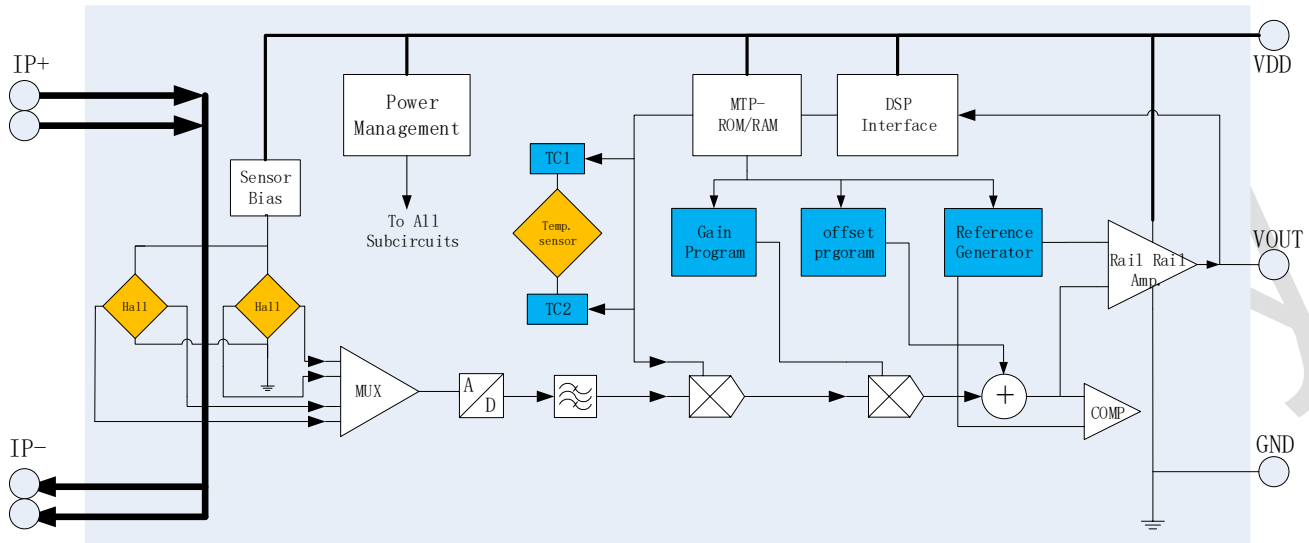 IP+
VDD
Power
Management
MTP-
ROM/RAM
DSP
Interface
TC1
Sensor
Bias
To All
Subcircuits
Temp.
sensor
Gain
Program
offset
prgoram
Reference
Generator
VOUT
Rail Rail
Amp.
Hall
Hall
TC2
MUX
A
D
+
COMP
IP-
GND